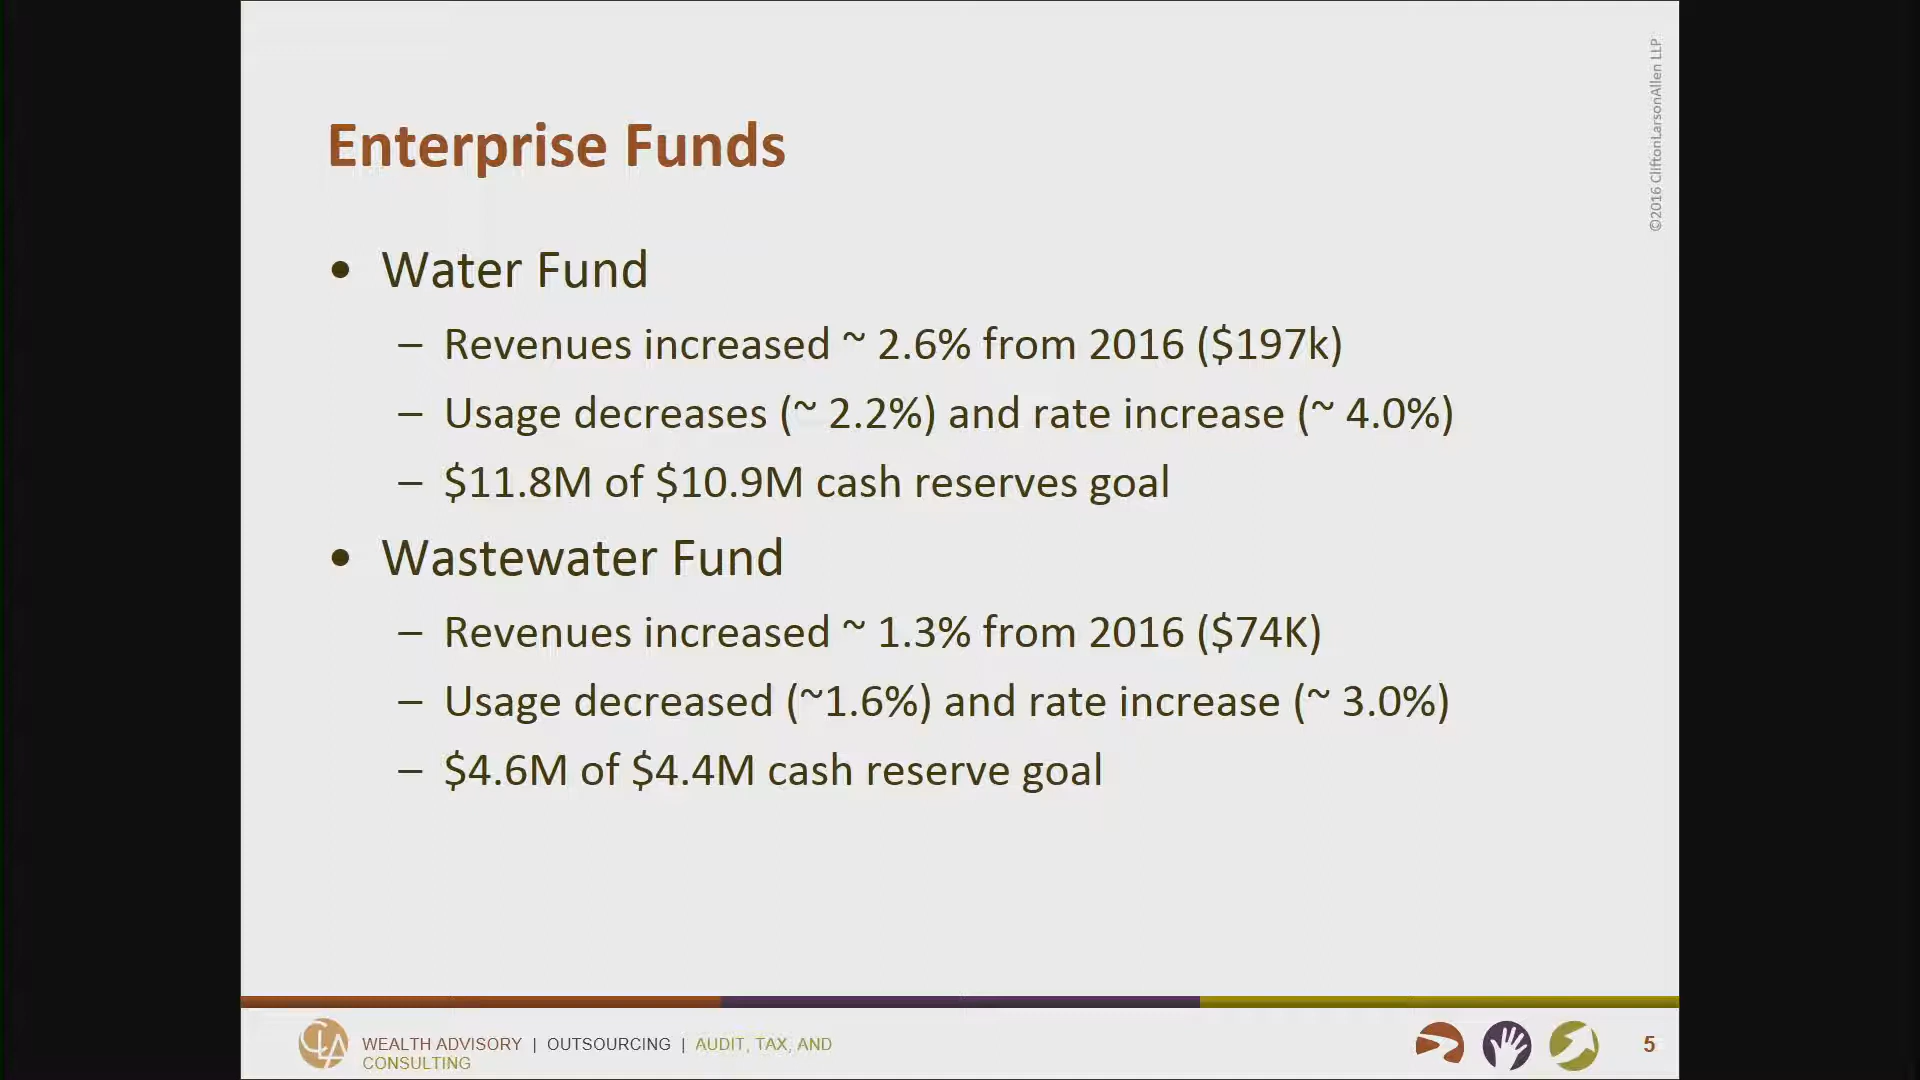 ©2016 CliftonLarsonAllen LLP
Enterprise Funds
• Water Fund
– Revenues increased ~ 2.6% from 2016 ($197k)
– Usage decreases (~ 2.2%) and rate increase (~ 4.0%)
– $11.8M of $10.9M cash reserves goal
• Wastewater Fund
– Revenues increased ~ 1.3% from 2016 ($74K)
– Usage decreased (~1.6%) and rate increase (~ 3.0%)
– $4.6M of $4.4M cash reserve goal
CLA
WEALTH ADVISORY | OUTSOURCING | AUDIT, TAX, AND
CONSULTING
5